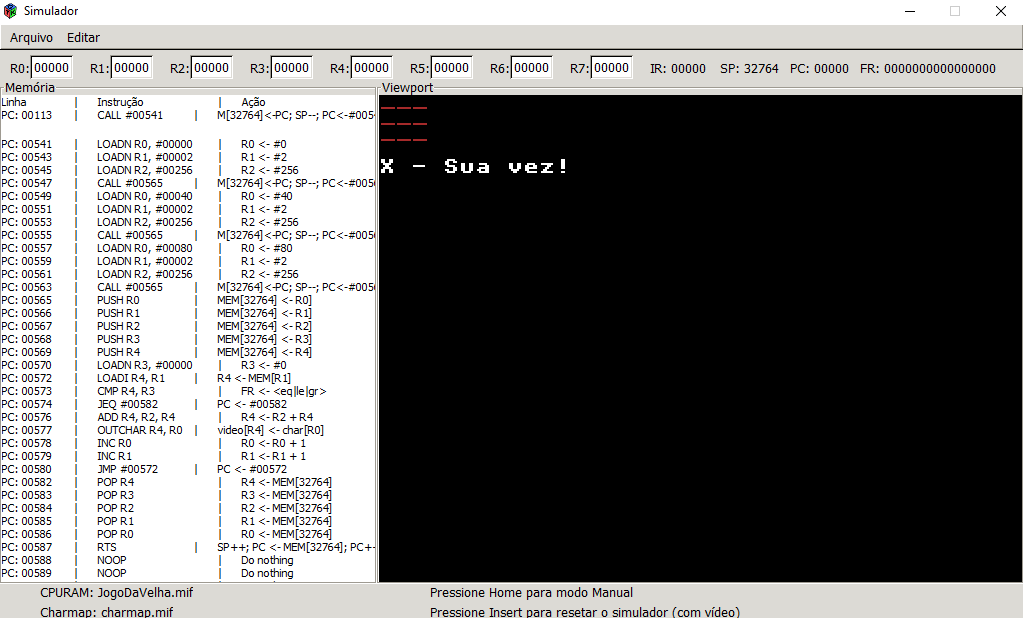 Simulador
Arquivo Editar
R0: 00000 R1: 00000 R2: 00000 R3: 00000 R4: 00000 R5: 00000 R6: 00000 R7: 00000 IR: 00000 SP: 32764 PC: 00000 FR: 0000000000000000
Memória
Linha | Instrução | Ação
PC: 00113 | CALL #00541 | M[32764]<-PC; SP--; PC<-#0054
PC: 00541 | LOADN R0, #00000 | R0 <- #0
PC: 00543 | LOADN R1, #00002 | R1 <- #2
PC: 00545 | LOADN R2, #00256 | R2 <- #256
PC: 00547 | CALL #00565 | M[32764]<-PC; SP--; PC<-#0056
PC: 00549 | LOADN R0, #00040 | R0 <- #40
PC: 00551 | LOADN R1, #00002 | R1 <- #2
PC: 00553 | LOADN R2, #00256 | R2 <- #256
PC: 00555 | CALL #00565 | M[32764]<-PC; SP--; PC<-#0056
PC: 00557 | LOADN R0, #00080 | R0 <- #80
PC: 00559 | LOADN R1, #00002 | R1 <- #2
PC: 00561 | LOADN R2, #00256 | R2 <- #256
PC: 00563 | CALL #00565 | M[32764]<-PC; SP--; PC<-#0056
PC: 00565 | PUSH R0 | MEM[32764] <- R0]
PC: 00566 | PUSH R1 | MEM[32764] <- R1]
PC: 00567 | PUSH R2 | MEM[32764] <- R2]
PC: 00568 | PUSH R3 | MEM[32764] <- R3]
PC: 00569 | PUSH R4 | MEM[32764] <- R4]
PC: 00570 | LOADN R3, #00000 | R3 <- #0
PC: 00572 | LOADI R4, R1 | R4 <- MEM[R1]
PC: 00573 | CMP R4, R3 | FR <- <eq|le|gr>
PC: 00574 | JEQ #00582 | PC <- #00582
PC: 00576 | ADD R4, R2, R4 | R4 <- R2 + R4
PC: 00577 | OUTCHAR R4, R0 | video[R4] <- char[R0]
PC: 00578 | INC R0 | R0 <- R0 + 1
PC: 00579 | INC R1 | R1 <- R1 + 1
PC: 00580 | JMP #00572 | PC <- #00572
PC: 00582 | POP R4 | R4 <- MEM[32764]
PC: 00583 | POP R3 | R3 <- MEM[32764]
PC: 00584 | POP R2 | R2 <- MEM[32764]
PC: 00585 | POP R1 | R1 <- MEM[32764]
PC: 00586 | POP R0 | R0 <- MEM[32764]
PC: 00587 | RTS | SP++; PC <- MEM[32764]; PC+
PC: 00588 | NOOP | Do nothing
PC: 00589 | NOOP | Do nothing
Viewport
___
___
___
X - Sua vez!
CPURAM: JogoDaVelha.mif Pressione Home para modo Manual
Charmap: charmap.mif Pressione Insert para resetar o simulador (com vídeo)